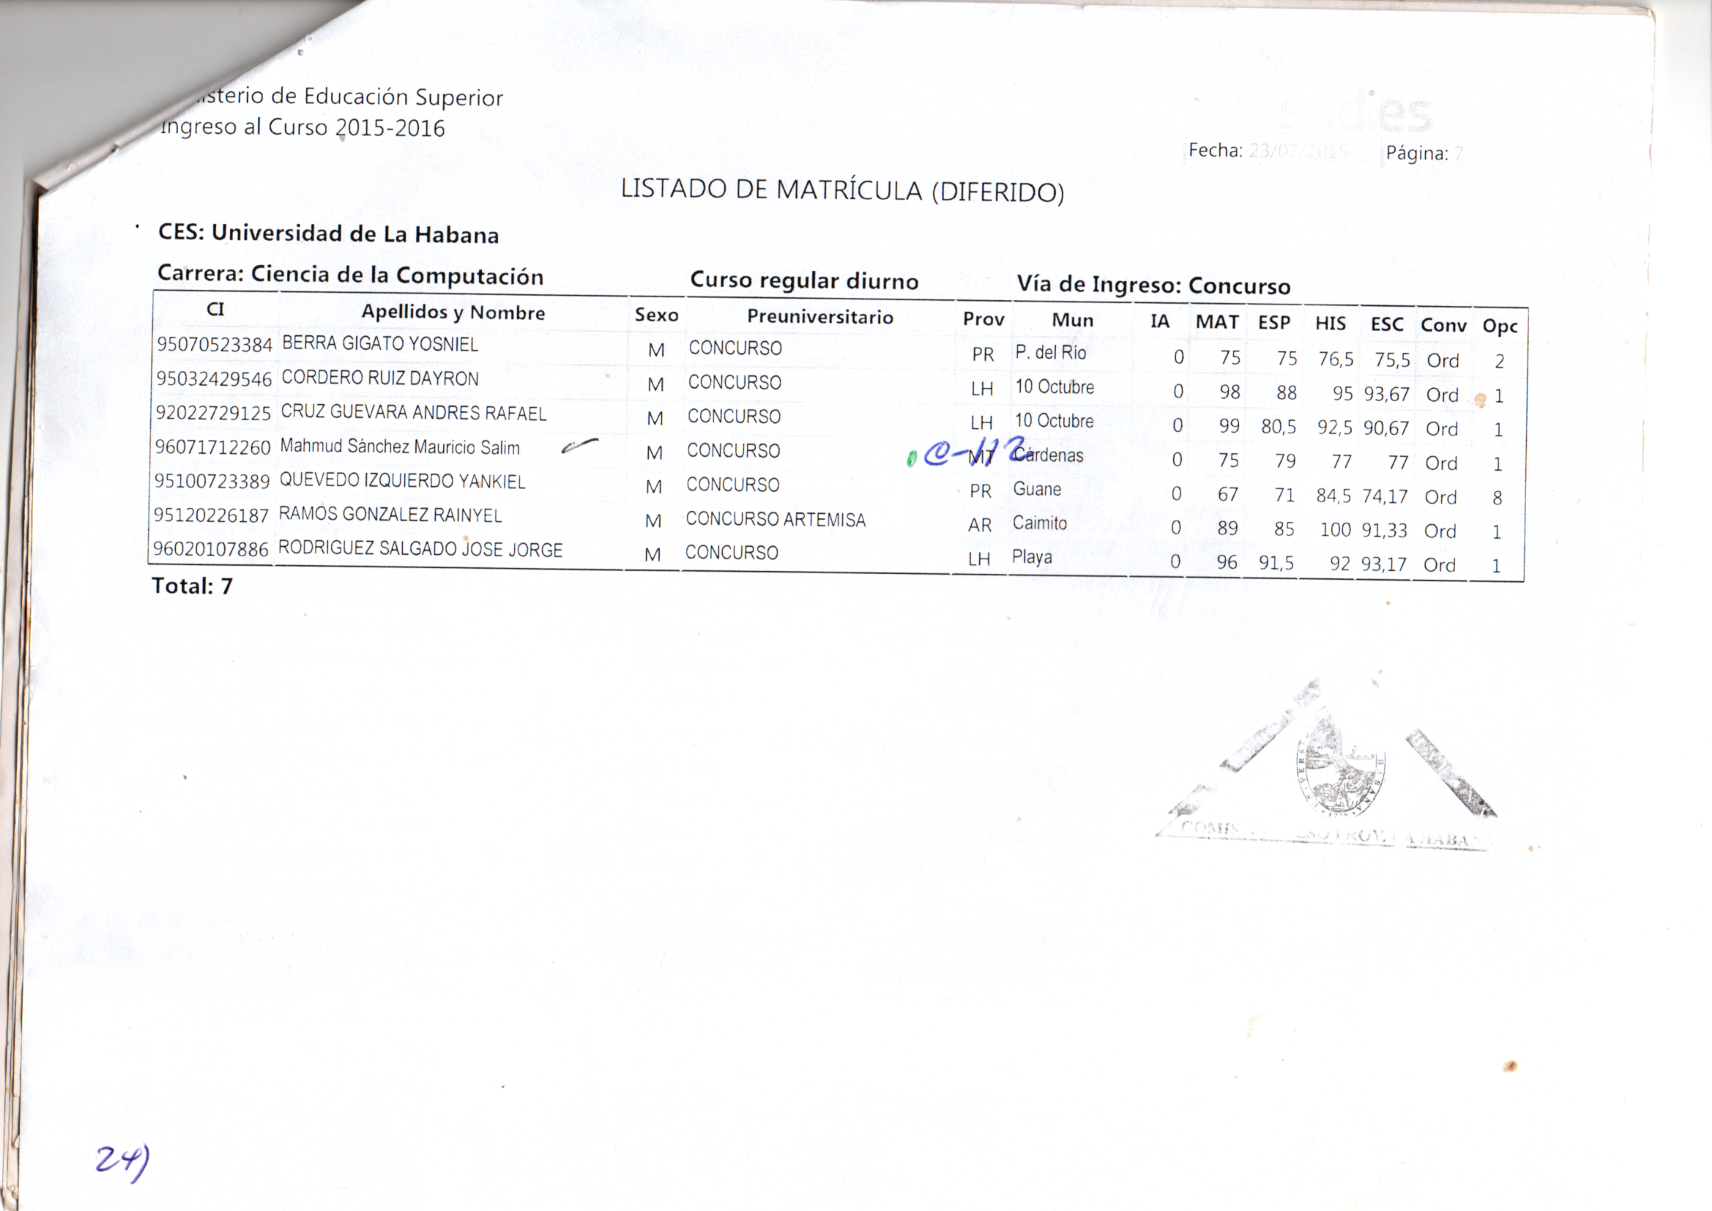 sterio de Educación Superior
Ingreso al Curso 2015-2016
sadies
Fecha: 23/07/2015 Página: 7
LISTADO DE MATRÍCULA (DIFERIDO)
CES: Universidad de La Habana
Carrera: Ciencia de la Computación Curso regular diurno Vía de Ingreso: Concurso
CI Apellidos y Nombre Sexo Preuniversitario Prov Mun IA MAT ESP HIS ESC Conv Opc
95070523384 BERRA GIGATO YOSNIEL M CONCURSO PR P. del Río 0 75 75 76,5 75,5 Ord 2
95032429546 CORDERO RUIZ DAYRON M CONCURSO LH 10 Octubre 0 98 88 95 93,67 Ord 1
92022729125 CRUZ GUEVARA ANDRES RAFAEL M CONCURSO LH 10 Octubre 0 99 80,5 92,5 90,67 Ord 1
96071712260 Mahmud Sánchez Mauricio Salim M CONCURSO MT Cárdenas 0 75 79 77 77 Ord 1
95100723389 QUEVEDO IZQUIERDO YANKIEL M CONCURSO PR Guane 0 67 71 84,5 74,17 Ord 8
95120226187 RAMOS GONZALEZ RAINYEL M CONCURSO ARTEMISA AR Caimito 0 89 85 100 91,33 Ord 1
96020107886 RODRIGUEZ SALGADO JOSE JORGE M CONCURSO LH Playa 0 96 91,5 92 93,17 Ord 1
Total: 7
24)